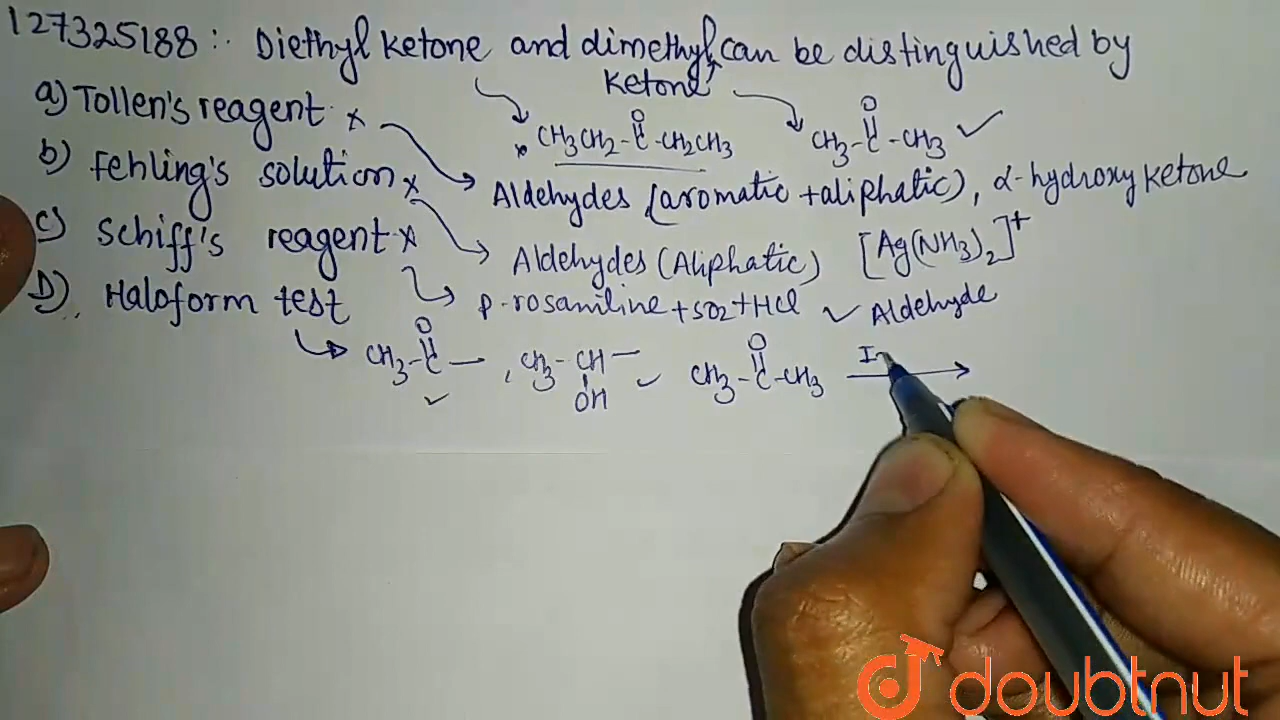 127325188:. Diethyl ketone and dimethyl can be distinguished by
ketone
a) Tollen's reagent x
CH3CH2-C-CH2CH3
O
CH3-C-CH3 ✓
O
b) Fehling's solution x
Aldehydes (aromatic +aliphatic), α-hydroxy ketone
c) Schiff's reagent x
Aldehydes (Aliphatic) [Ag(NH3)2]+
D) Haloform test
p-rosaniline+SO2+HCl ✓ Aldehyde
O
CH3-C- , CH3-CH-
OH
O
CH3-C-CH3
I
doubtnut